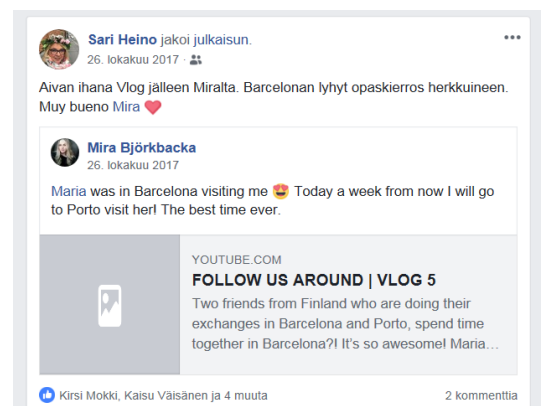 Sari Heino jakoi julkaisun.
26. lokakuu 2017 ·
Aivan ihana Vlog jälleen Miralta. Barcelonan lyhyt opaskierros herkkuineen.
Muy bueno Mira ❤️
Mira Björkbacka
26. lokakuu 2017
Maria was in Barcelona visiting me 😍 Today a week from now I will go
to Porto visit her! The best time ever.
YOUTUBE.COM
FOLLOW US AROUND | VLOG 5
Two friends from Finland who are doing their
exchanges in Barcelona and Porto, spend time
together in Barcelona?! It's so awesome! Maria…
Kirsi Mokki, Kaisu Väisänen ja 4 muuta
2 kommenttia